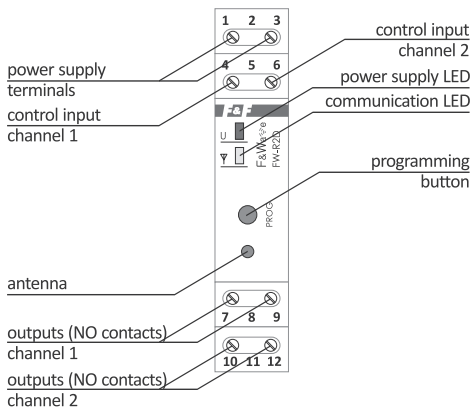 1 2 3
control input
channel 2
power supply
terminals
4 5 6
power supply LED
communication LED
control input
channel 1
F&F
U
F&Wave
FW-R2D
programming
button
PROG
antenna
outputs (NO contacts)
channel 1
7 8 9
outputs (NO contacts)
channel 2
10 11 12